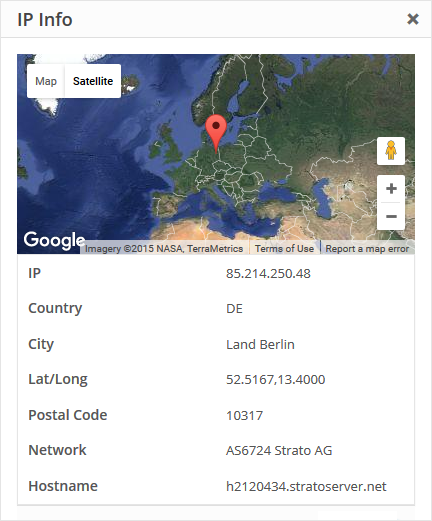 IP Info
Map Satellite
Google
Imagery ©2015 NASA, TerraMetrics Terms of Use Report a map error
IP 85.214.250.48
Country DE
City Land Berlin
Lat/Long 52.5167,13.4000
Postal Code 10317
Network AS6724 Strato AG
Hostname h2120434.stratoserver.net